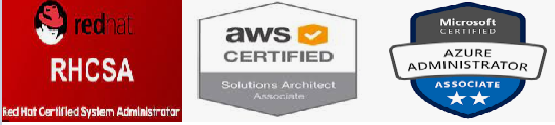 redhat
RHCSA
Red Hat Certified System Administrator
aws
CERTIFIED
Solutions Architect
Associate
Microsoft
CERTIFIED
AZURE
ADMINISTRATOR
ASSOCIATE